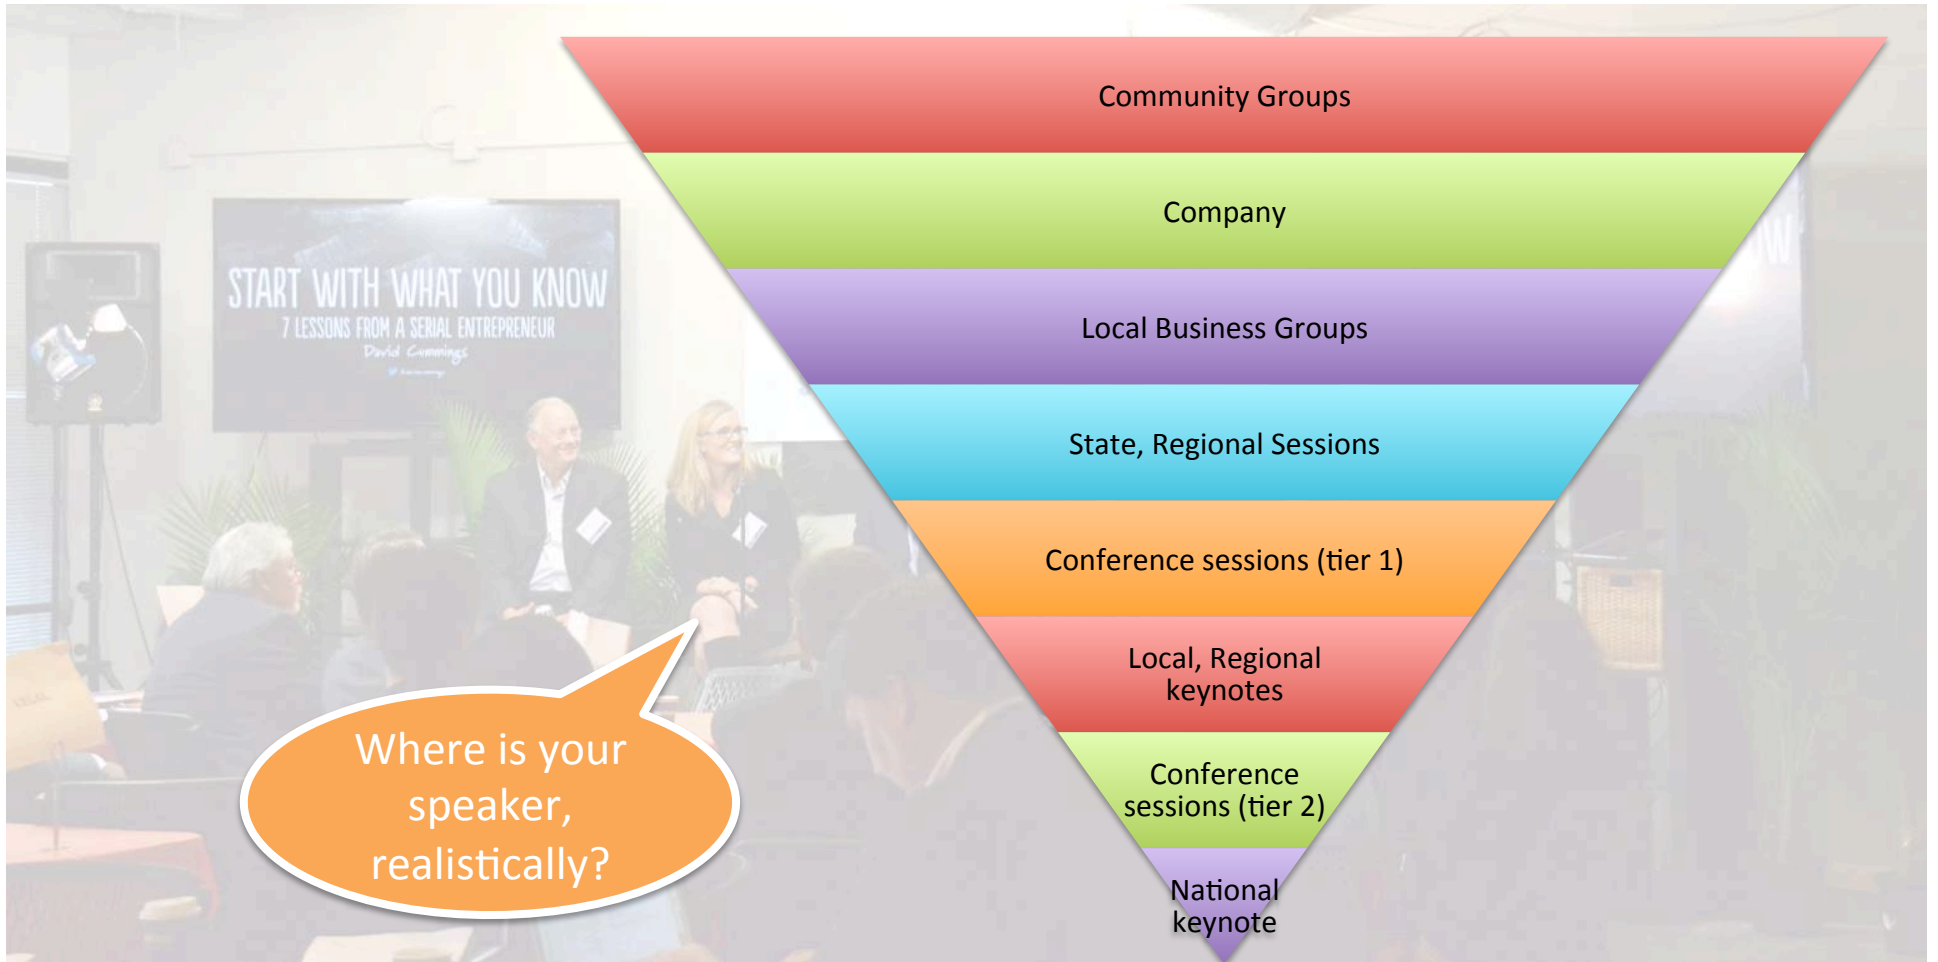 Community Groups
Company
Local Business Groups
State, Regional Sessions
Conference sessions (tier 1)
Local, Regional
keynotes
Conference
sessions (tier 2)
National
keynote
Where is your
speaker,
realistically?
START WITH WHAT YOU KNOW
7 LESSONS FROM A SERIAL ENTREPRENEUR
David Cummings
LEGAL